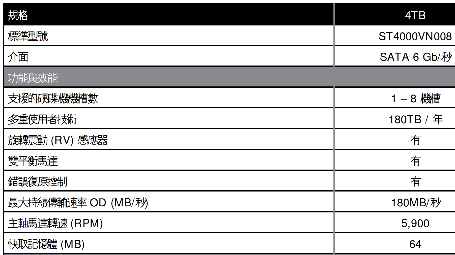 規格 4TB
標準型號 ST4000VN008
介面 SATA 6 Gb/秒
功能與效能
支援的硬碟機機槽數 1 – 8 機槽
多重使用者技術 180TB / 年
旋轉震動 (RV) 感應器 有
雙平衡馬達 有
錯誤復原控制 有
最大持續傳輸速率 OD (MB/秒) 180MB/秒
主軸馬達轉速 (RPM) 5,900
快取記憶體 (MB) 64